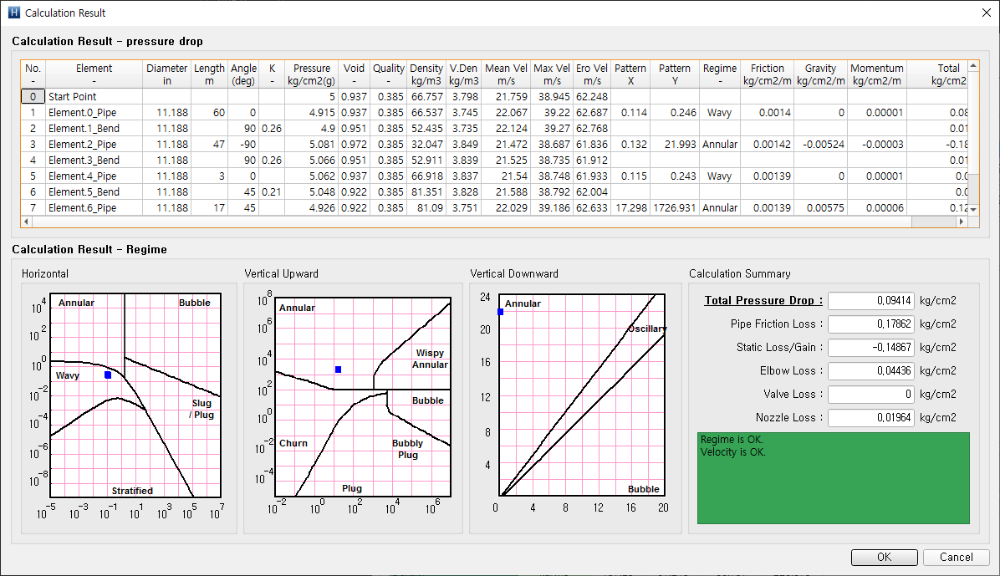 H Calculation Result
Calculation Result - pressure drop
No. Element Diameter Length Angle K Pressure Void Quality Density V.Den Mean Vel Max Vel Ero Vel Pattern Pattern Regime Friction Gravity Momentum Total
- - in m (deg) - kg/cm2(g) - - kg/m3 kg/m3 m/s m/s m/s X Y - kg/cm2/m kg/cm2/m kg/cm2/m kg/cm2
0 Start Point 5 0.937 0.385 66.757 3.798 21.759 38.945 62.248
1 Element.0_Pipe 11.188 60 0 4.915 0.937 0.385 66.537 3.745 22.067 39.22 62.687 0.114 0.246 Wavy 0.0014 0 0.00001 0.08
2 Element.1_Bend 11.188 90 0.26 4.9 0.951 0.385 52.435 3.735 22.124 39.27 62.768 0.01
3 Element.2_Pipe 11.188 47 -90 5.081 0.972 0.385 32.047 3.849 21.472 38.687 61.836 0.132 21.993 Annular 0.00142 -0.00524 -0.00003 -0.18
4 Element.3_Bend 11.188 90 0.26 5.066 0.951 0.385 52.911 3.839 21.525 38.735 61.912 0.01
5 Element.4_Pipe 11.188 3 0 5.062 0.937 0.385 66.918 3.837 21.54 38.748 61.933 0.115 0.243 Wavy 0.00139 0 0.00001 0.0
6 Element.5_Bend 11.188 45 0.21 5.048 0.922 0.385 81.351 3.828 21.588 38.792 62.004 0.0
7 Element.6_Pipe 11.188 17 45 4.926 0.922 0.385 81.09 3.751 22.029 39.186 62.633 17.298 1726.931 Annular 0.00139 0.00575 0.00006 0.12
Calculation Result - Regime
Horizontal
10^4
10^2
10^0
10^-2
10^-4
10^-6
10^-8
Annular
Bubble
Wavy
Slug
/ Plug
Stratified
10^-5 10^-3 10^-1 10^1 10^3 10^5 10^7
Vertical Upward
10^8
10^6
10^4
10^2
10^0
10^-2
10^-4
Annular
Wispy
Annular
Bubble
Churn
Bubbly
Plug
Plug
10^-2 10^0 10^2 10^4 10^6
Vertical Downward
24
20
16
12
8
4
Annular
Oscillary
Bubble
0 4 8 12 16 20
Calculation Summary
Total Pressure Drop : 0,09414 kg/cm2
Pipe Friction Loss : 0,17862 kg/cm2
Static Loss/Gain : -0,14867 kg/cm2
Elbow Loss : 0,04436 kg/cm2
Valve Loss : 0 kg/cm2
Nozzle Loss : 0,01964 kg/cm2
Regime is OK.
Velocity is OK.
OK Cancel